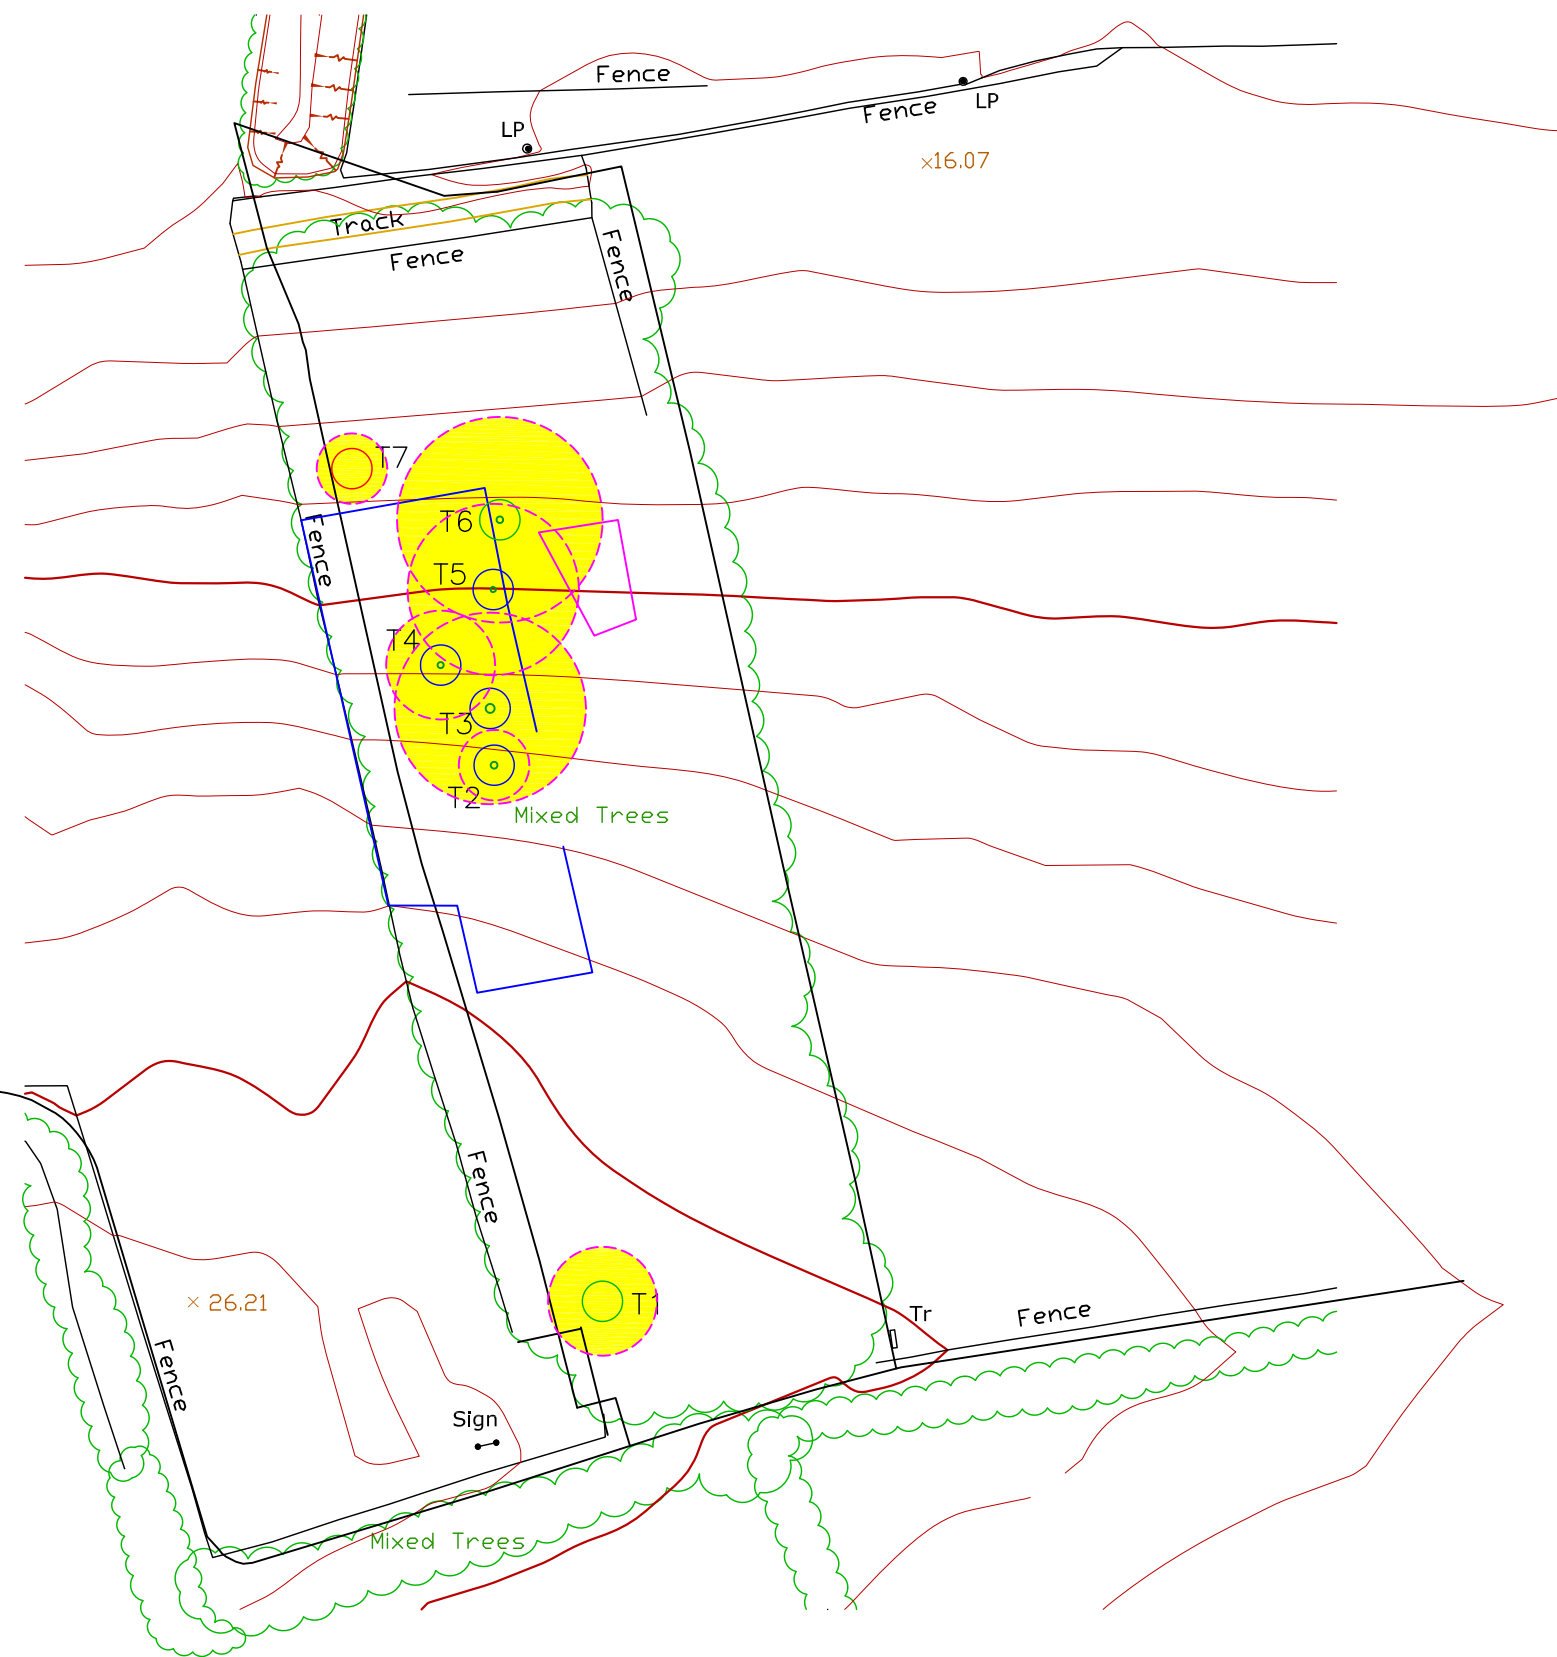 Fence
LP
LP
Fence
×16.07
Track
Fence
Fence
T7
T6
Fence
T5
T4
T3
T2
Mixed Trees
Fence
T1
× 26.21
Tr
Fence
Fence
Sign
Mixed Trees